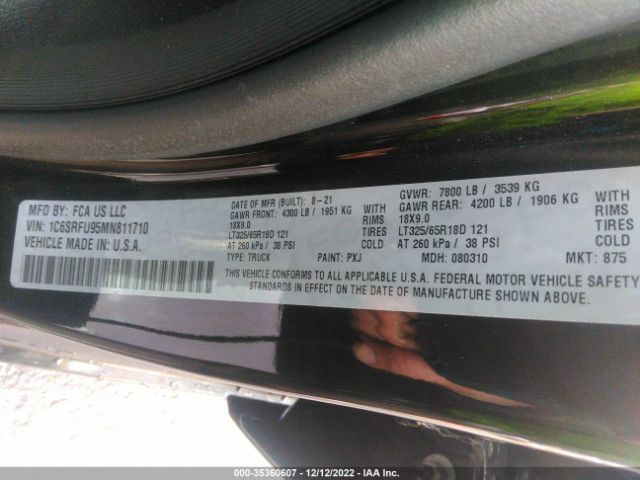 MFD BY: FCA US LLC
VIN: 1C6SRFU95MN811710
VEHICLE MADE IN U.S.A.
DATE OF MFR (BUILT): 8-21
GAWR FRONT: 4300 LB / 1951 KG WITH
18X9.0 RIMS
LT325/65R18D 121 TIRES
AT 260 kPa / 38 PSI COLD
TYPE: TRUCK PAINT: PXJ
GVWR: 7800 LB / 3539 KG
GAWR REAR: 4200 LB / 1906 KG WITH
18X9.0 RIMS
LT325/65R18D 121 TIRES
AT 260 kPa / 38 PSI COLD
MDH: 080310 MKT: 875
THIS VEHICLE CONFORMS TO ALL APPLICABLE U.S.A. FEDERAL MOTOR VEHICLE SAFETY
STANDARDS IN EFFECT ON THE DATE OF MANUFACTURE SHOWN ABOVE.
000-35360607 - 12/12/2022 - IAA Inc.